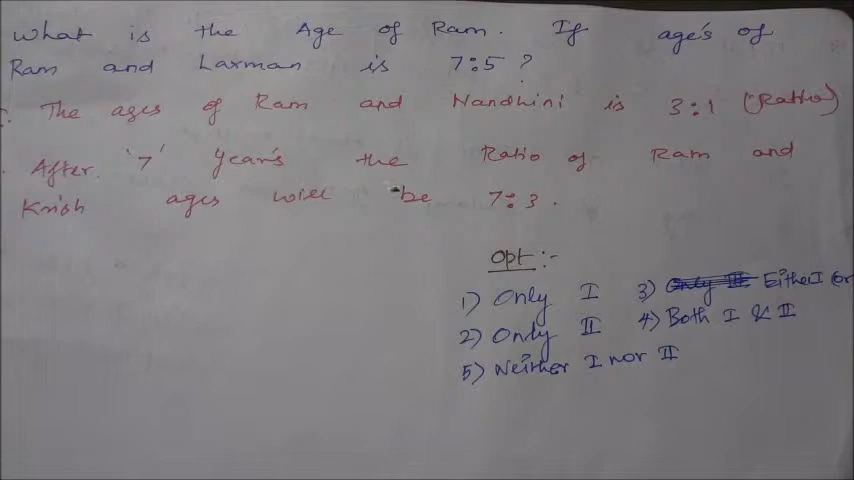 What is the Age of Ram. If age's of
Ram and Laxman is 7:5 ?
The ages of Ram and Nandhini is 3:1 (Ratio)
After '7' Year's the Ratio of Ram and
Krish ages will be 7:3.
Opt :-
1) Only I 3) Either I or
2) Only II 4) Both I & II
5) Neither I nor II